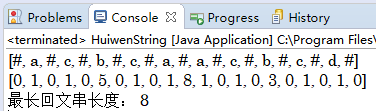 Problems Console Progress History
<terminated> HuiwenString [Java Application] C:\Program Files\
[#, a, #, c, #, b, #, c, #, a, #, a, #, c, #, b, #, c, #, d, #]
[0, 1, 0, 1, 0, 5, 0, 1, 0, 1, 8, 1, 0, 1, 0, 3, 0, 1, 0, 1, 0]
最长回文串长度： 8